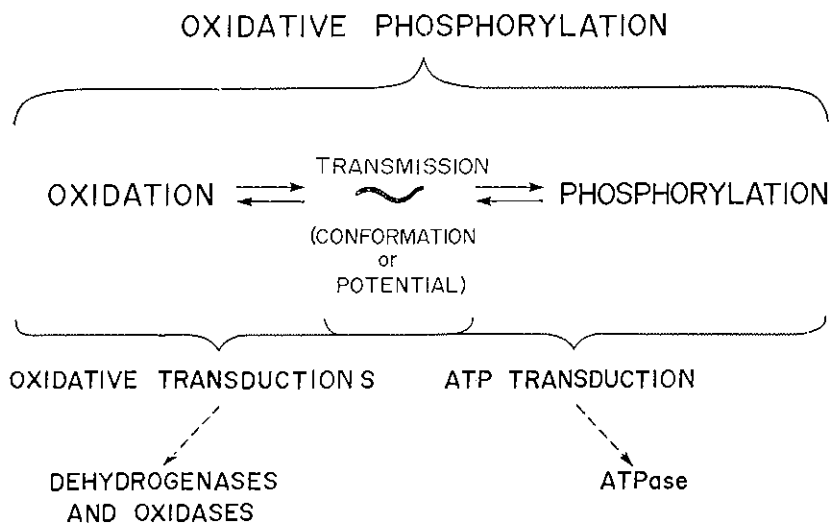 OXIDATIVE PHOSPHORYLATION
TRANSMISSION
OXIDATION
PHOSPHORYLATION
(CONFORMATION
or
POTENTIAL)
OXIDATIVE TRANSDUCTIONS
ATP TRANSDUCTION
DEHYDROGENASES
AND OXIDASES
ATPase